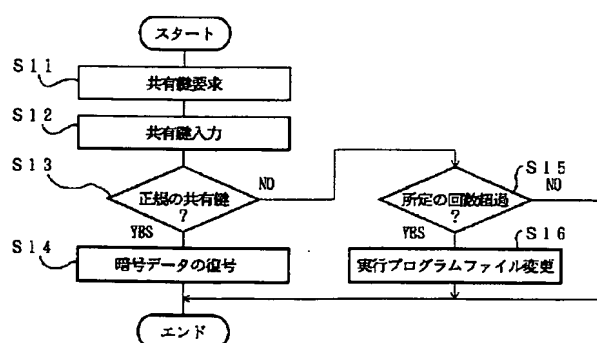 スタート
S11
共有鍵要求
S12
共有鍵入力
S13
正規の共有鍵
?
NO
YES
S14
暗号データの復号
エンド
S15
所定の回数超過
?
NO
YES
S16
実行プログラムファイル変更